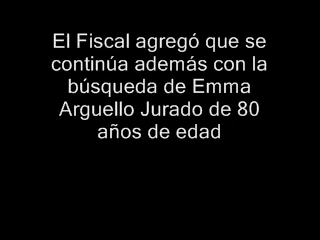 El Fiscal agregó que se
continúa además con la
búsqueda de Emma
Arguello Jurado de 80
años de edad